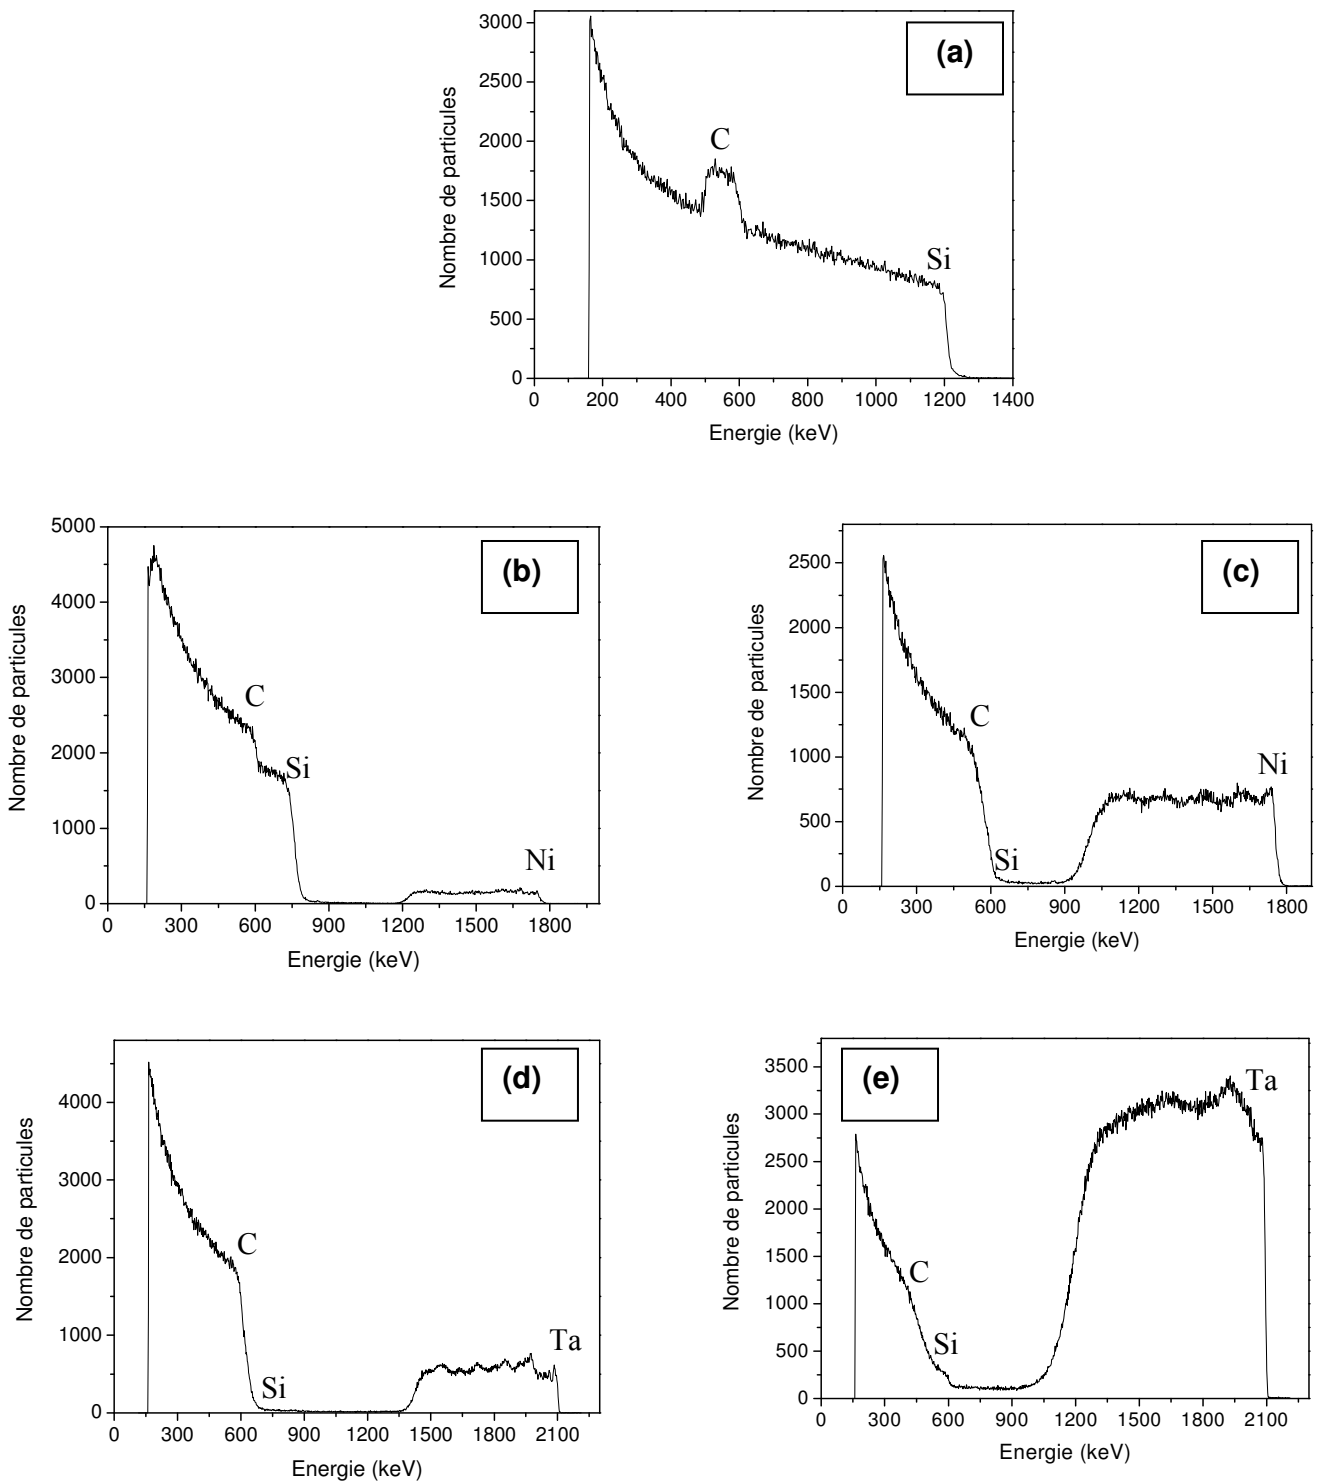 (a)
Nombre de particules
3000
2500
2000
1500
1000
500
0
C
Si
0 200 400 600 800 1000 1200 1400
Energie (keV)
(b)
Nombre de particules
5000
4000
3000
2000
1000
0
C
Si
Ni
0 300 600 900 1200 1500 1800
Energie (keV)
(c)
Nombre de particules
2500
2000
1500
1000
500
0
C
Si
Ni
0 300 600 900 1200 1500 1800
Energie (keV)
(d)
Nombre de particules
4000
3000
2000
1000
0
C
Si
Ta
0 300 600 900 1200 1500 1800 2100
Energie (keV)
(e)
Nombre de particules
3500
3000
2500
2000
1500
1000
500
0
C
Si
Ta
0 300 600 900 1200 1500 1800 2100
Energie (keV)